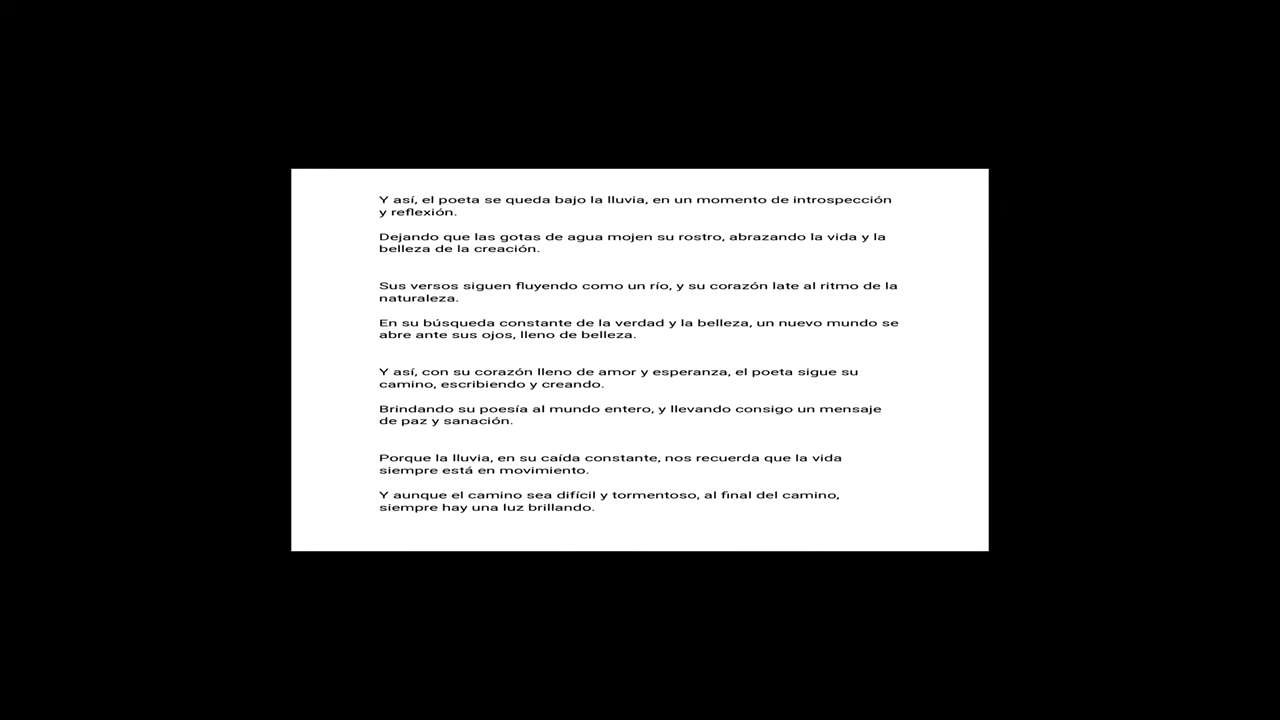 Y así, el poeta se queda bajo la lluvia, en un momento de introspección
y reflexión.
Dejando que las gotas de agua mojen su rostro, abrazando la vida y la
belleza de la creación.
Sus versos siguen fluyendo como un río, y su corazón late al ritmo de la
naturaleza.
En su búsqueda constante de la verdad y la belleza, un nuevo mundo se
abre ante sus ojos, lleno de belleza.
Y así, con su corazón lleno de amor y esperanza, el poeta sigue su
camino, escribiendo y creando.
Brindando su poesía al mundo entero, y llevando consigo un mensaje
de paz y sanación.
Porque la lluvia, en su caída constante, nos recuerda que la vida
siempre está en movimiento.
Y aunque el camino sea difícil y tormentoso, al final del camino,
siempre hay una luz brillando.